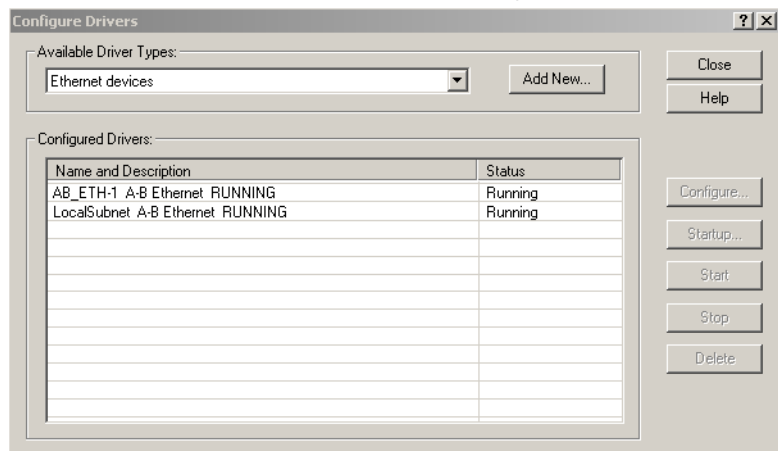 Configure Drivers
Available Driver Types:
Ethernet devices
Add New...
Close
Help
Configured Drivers:
Name and Description Status
AB_ETH-1 A-B Ethernet RUNNING Running
LocalSubnet A-B Ethernet RUNNING Running
Configure...
Startup...
Start
Stop
Delete